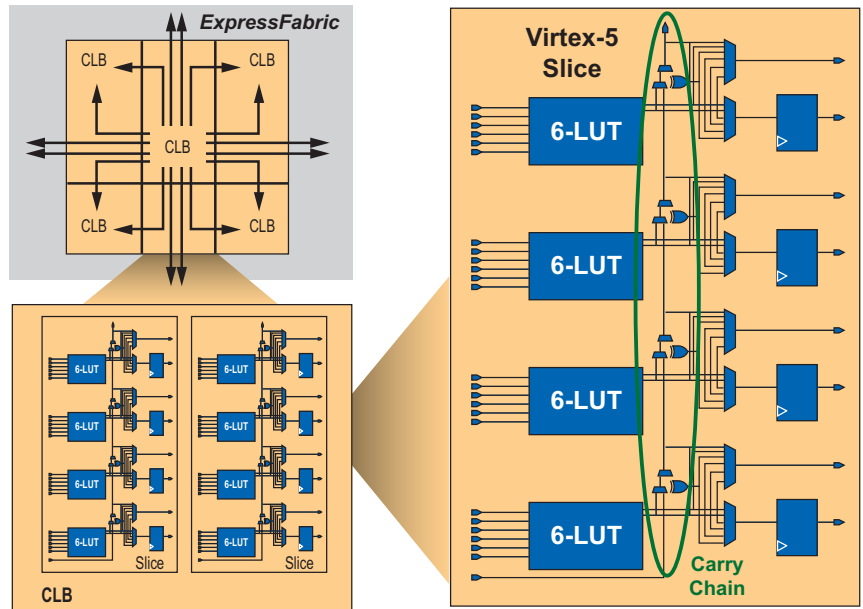 ExpressFabric
CLB
CLB
CLB
CLB
CLB
6-LUT
6-LUT
6-LUT
6-LUT
Slice
6-LUT
6-LUT
6-LUT
6-LUT
Slice
CLB
Virtex-5
Slice
6-LUT
6-LUT
6-LUT
6-LUT
Carry
Chain